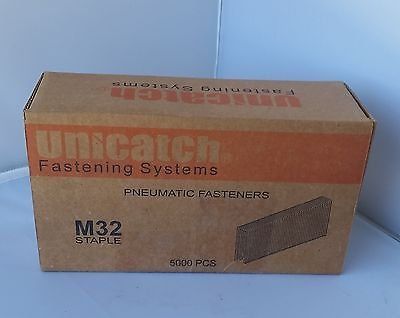 unicatch
Fastening Systems
unicatch®
Fastening Systems
PNEUMATIC FASTENERS
M32
STAPLE
5000 PCS